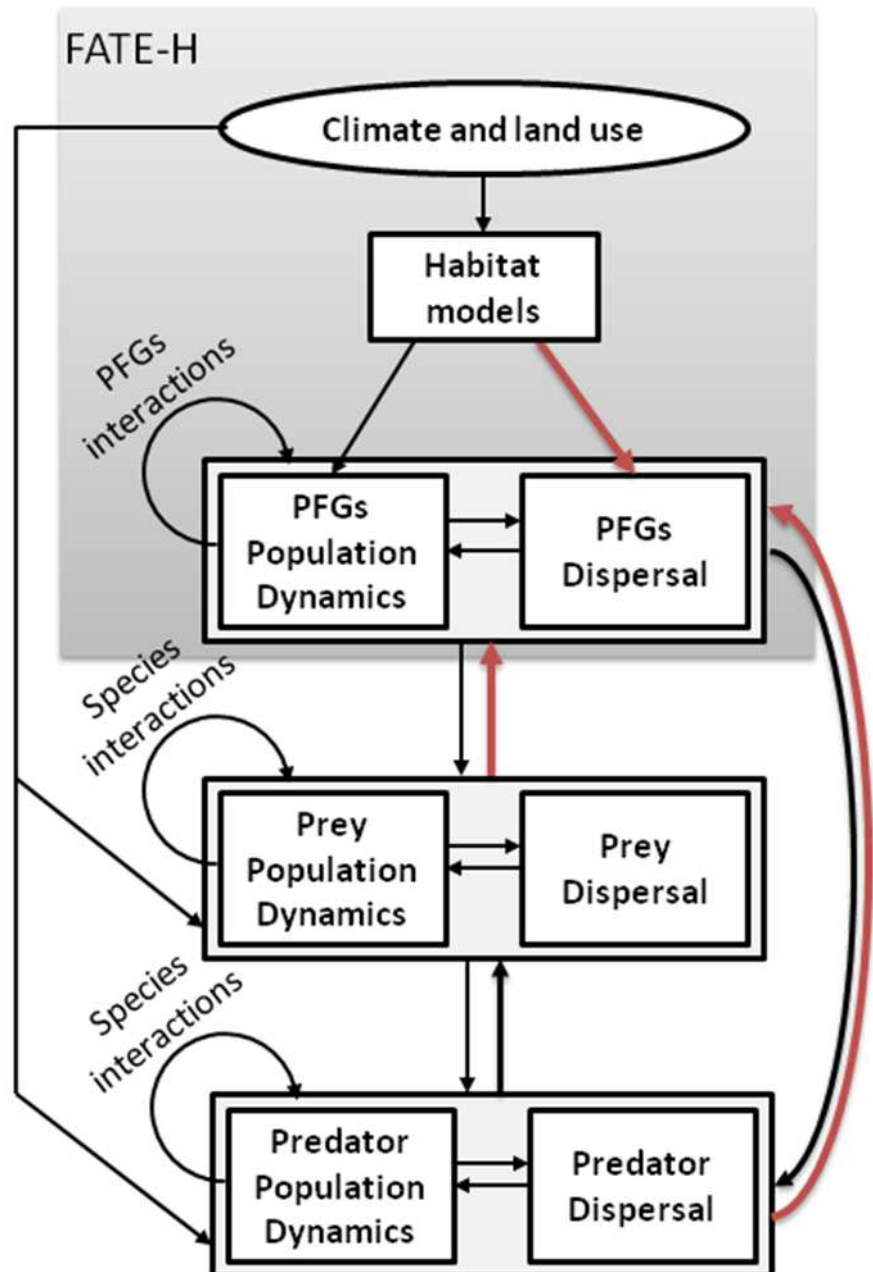 FATE-H
Climate and land use
Habitat
models
PFGs
interactions
PFGs
Population
Dynamics
PFGs
Dispersal
Species
interactions
Prey
Population
Dynamics
Prey
Dispersal
Species
interactions
Predator
Population
Dynamics
Predator
Dispersal